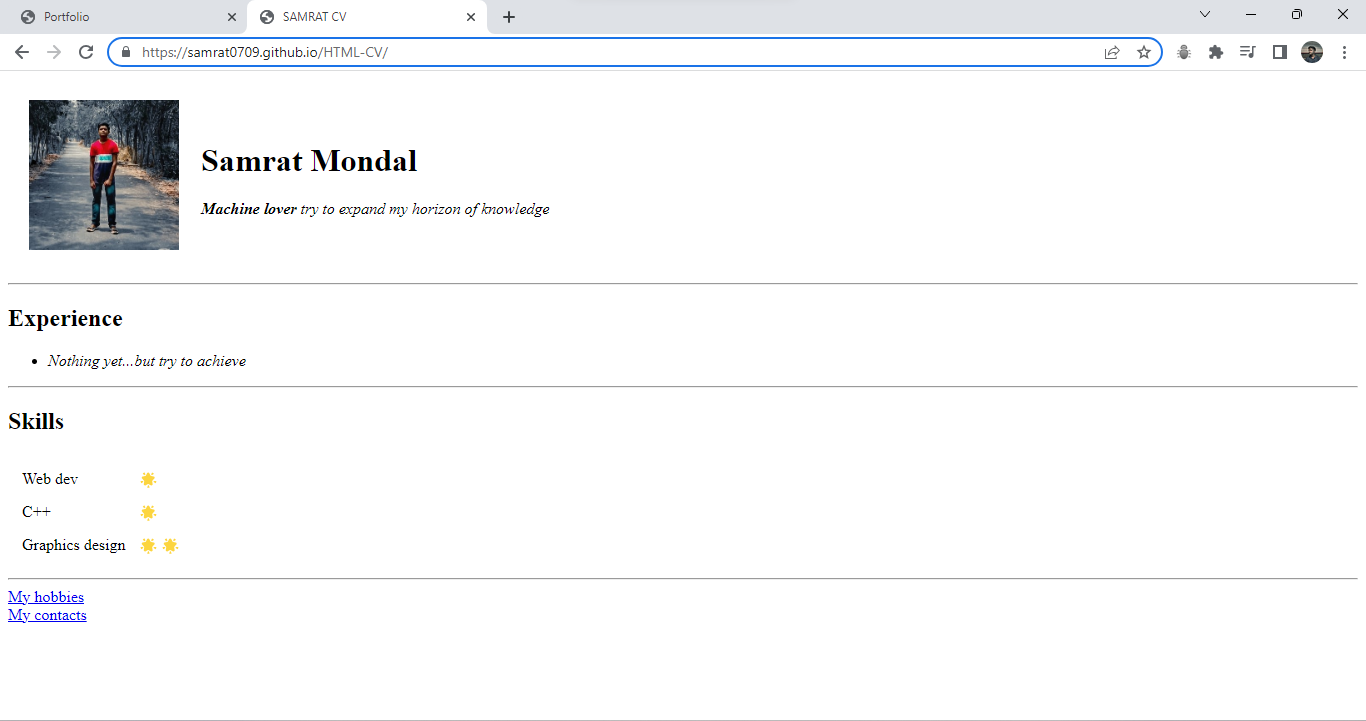 Portfolio
SAMRAT CV
https://samrat0709.github.io/HTML-CV/
Samrat Mondal
Machine lover try to expand my horizon of knowledge
Experience
Nothing yet...but try to achieve
Skills
Web dev
C++
Graphics design
My hobbies
My contacts